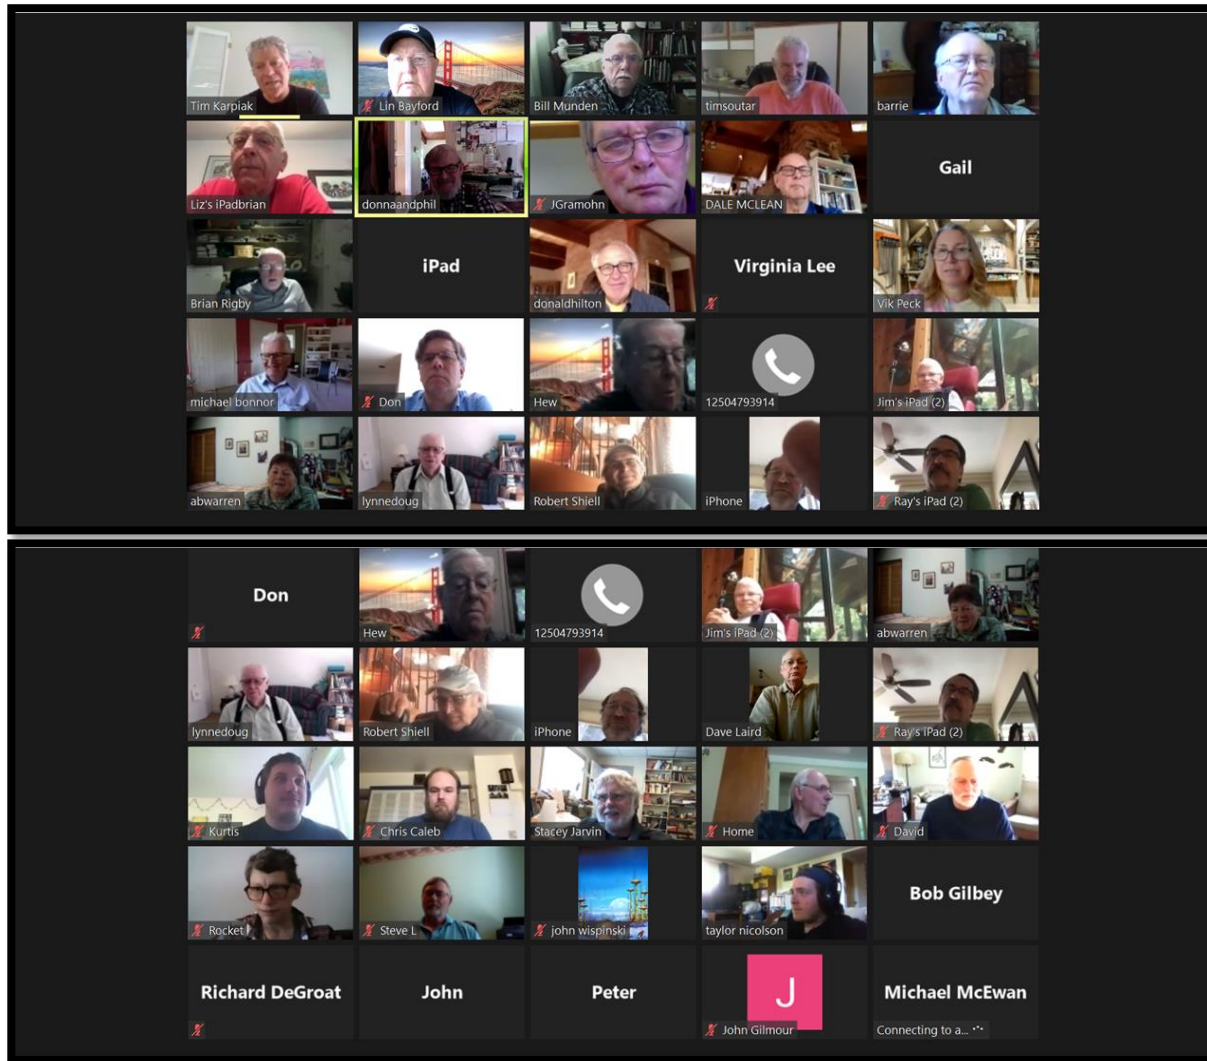 Tim Karpiak
Lin Bayford
Bill Munden
timsoutar
barrie
Liz's iPadbrian
donnaandphil
JGramohn
DALE MCLEAN
Gail
Brian Rigby
iPad
donaldhilton
Virginia Lee
Vik Peck
michael bonnor
Don
Hew
12504793914
Jim's iPad (2)
abwarren
lynnedoug
Robert Shiell
iPhone
Ray's iPad (2)
Don
Hew
12504793914
Jim's iPad (2)
abwarren
lynnedoug
Robert Shiell
iPhone
Dave Laird
Ray's iPad (2)
Kurtis
Chris Caleb
Stacey Jarvin
Home
David
Rocket
Steve L
john wispinski
taylor nicolson
Bob Gilbey
Richard DeGroat
John
Peter
J
John Gilmour
Michael McEwan
Connecting to a...